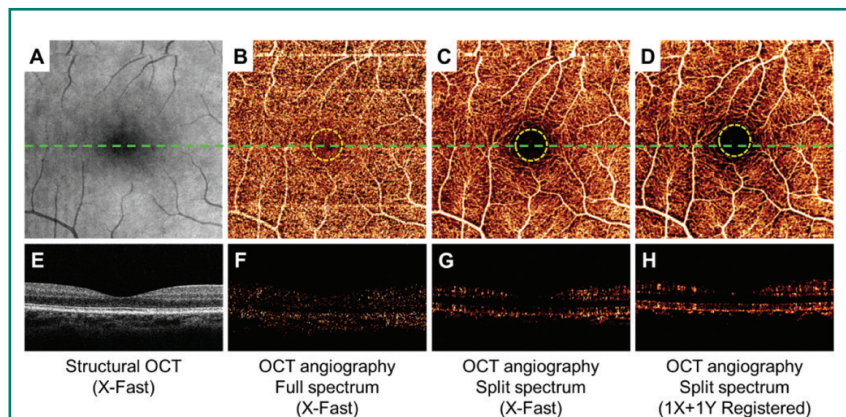 A
B
C
D
E
F
G
H
Structural OCT
(X-Fast)
OCT angiography
Full spectrum
(X-Fast)
OCT angiography
Split spectrum
(X-Fast)
OCT angiography
Split spectrum
(1X+1Y Registered)